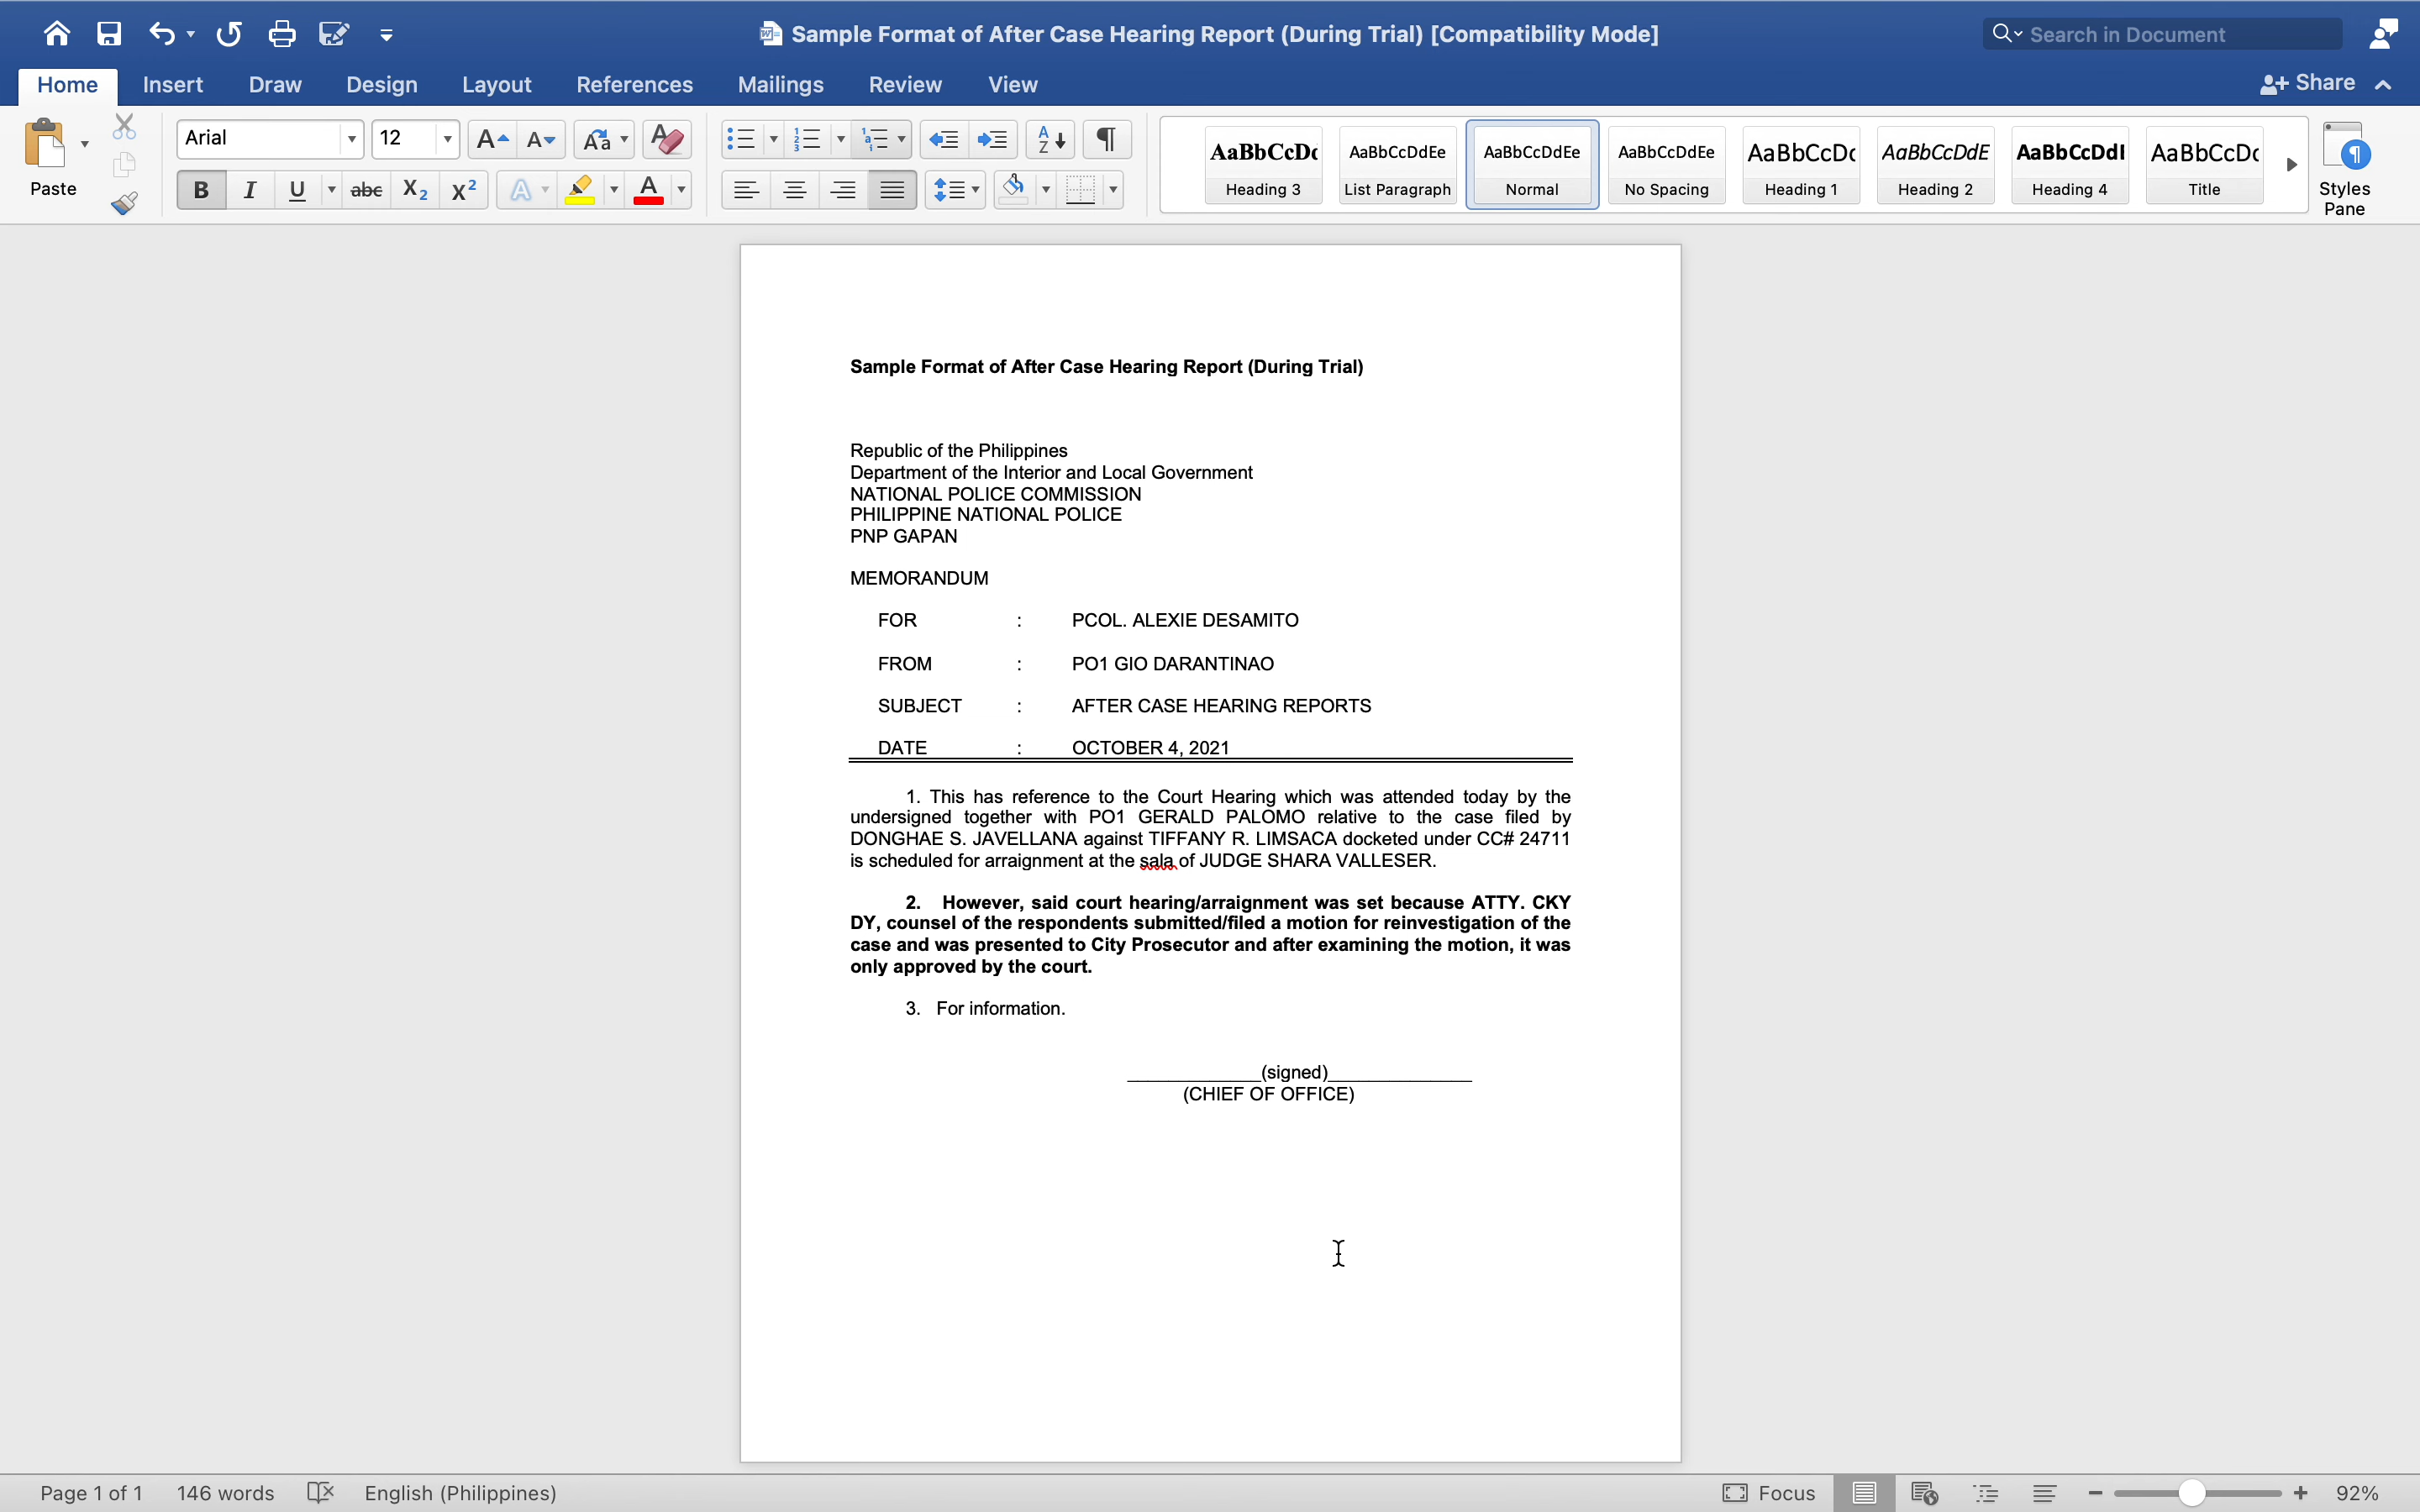 Sample Format of After Case Hearing Report (During Trial) [Compatibility Mode]
Search in Document
Home Insert Draw Design Layout References Mailings Review View
Share
Paste
Arial 12
AaBbCcDc AaBbCcDdEe AaBbCcDdEe AaBbCcDdEe AaBbCcDc AaBbCcDdE AaBbCcDdI AaBbCcDc
Heading 3 List Paragraph Normal No Spacing Heading 1 Heading 2 Heading 4 Title
Styles
Pane
Sample Format of After Case Hearing Report (During Trial)
Republic of the Philippines
Department of the Interior and Local Government
NATIONAL POLICE COMMISSION
PHILIPPINE NATIONAL POLICE
PNP GAPAN
MEMORANDUM
FOR : PCOL. ALEXIE DESAMITO
FROM : PO1 GIO DARANTINAO
SUBJECT : AFTER CASE HEARING REPORTS
DATE : OCTOBER 4, 2021
1. This has reference to the Court Hearing which was attended today by the
undersigned together with PO1 GERALD PALOMO relative to the case filed by
DONGHAE S. JAVELLANA against TIFFANY R. LIMSACA docketed under CC# 24711
is scheduled for arraignment at the sala of JUDGE SHARA VALLESER.
2. However, said court hearing/arraignment was set because ATTY. CKY
DY, counsel of the respondents submitted/filed a motion for reinvestigation of the
case and was presented to City Prosecutor and after examining the motion, it was
only approved by the court.
3. For information.
______________(signed)_______________
(CHIEF OF OFFICE)
Page 1 of 1 146 words English (Philippines) Focus 92%